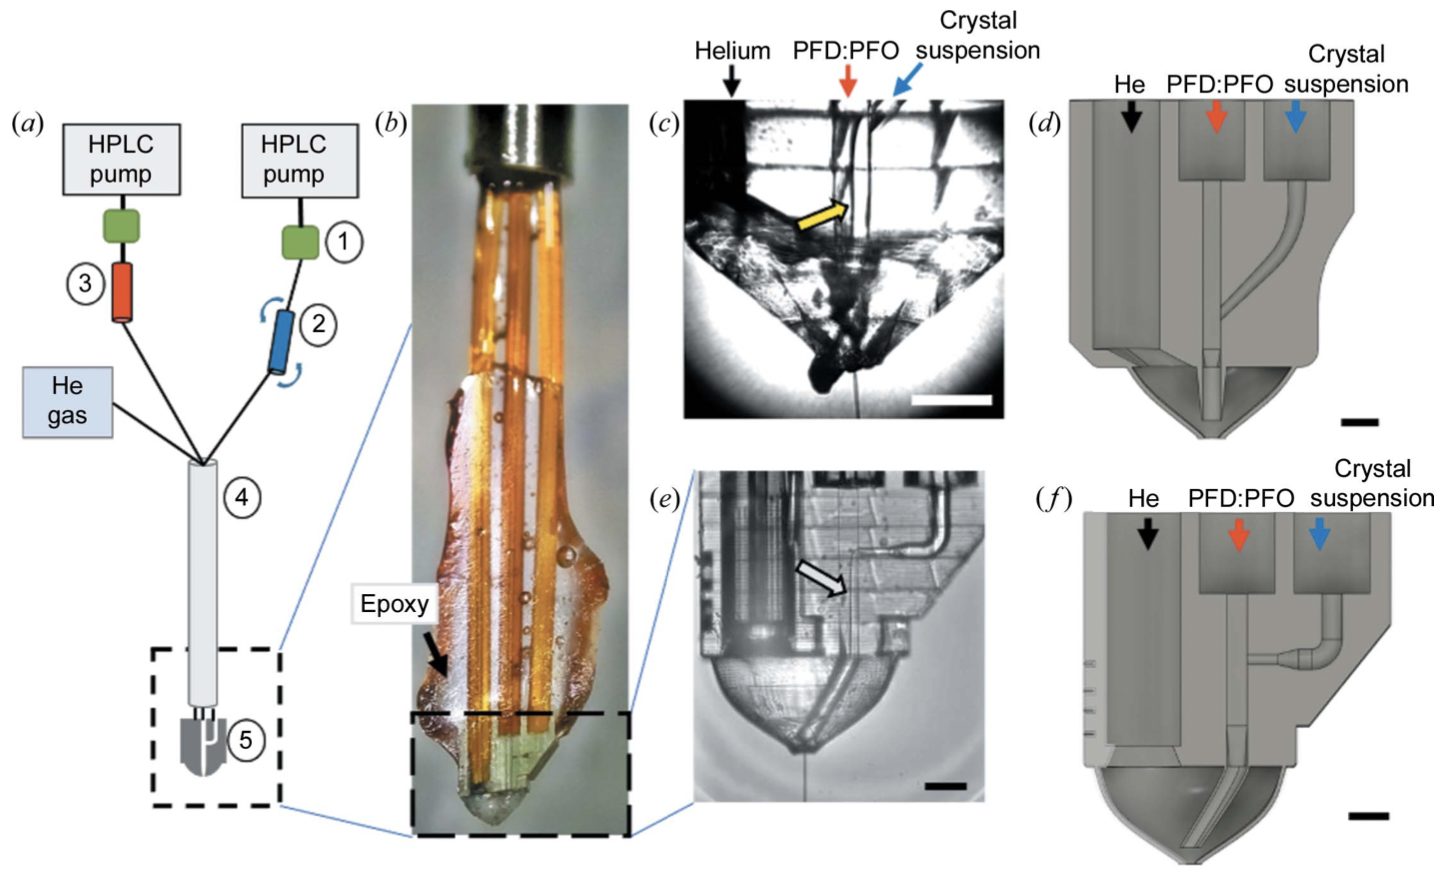 (a)
HPLC
pump
HPLC
pump
1
3
2
He
gas
4
5
(b)
Epoxy
(c)
Helium
PFD:PFO
Crystal
suspension
(d)
He
PFD:PFO
Crystal
suspension
(e)
(f)
He
PFD:PFO
Crystal
suspension